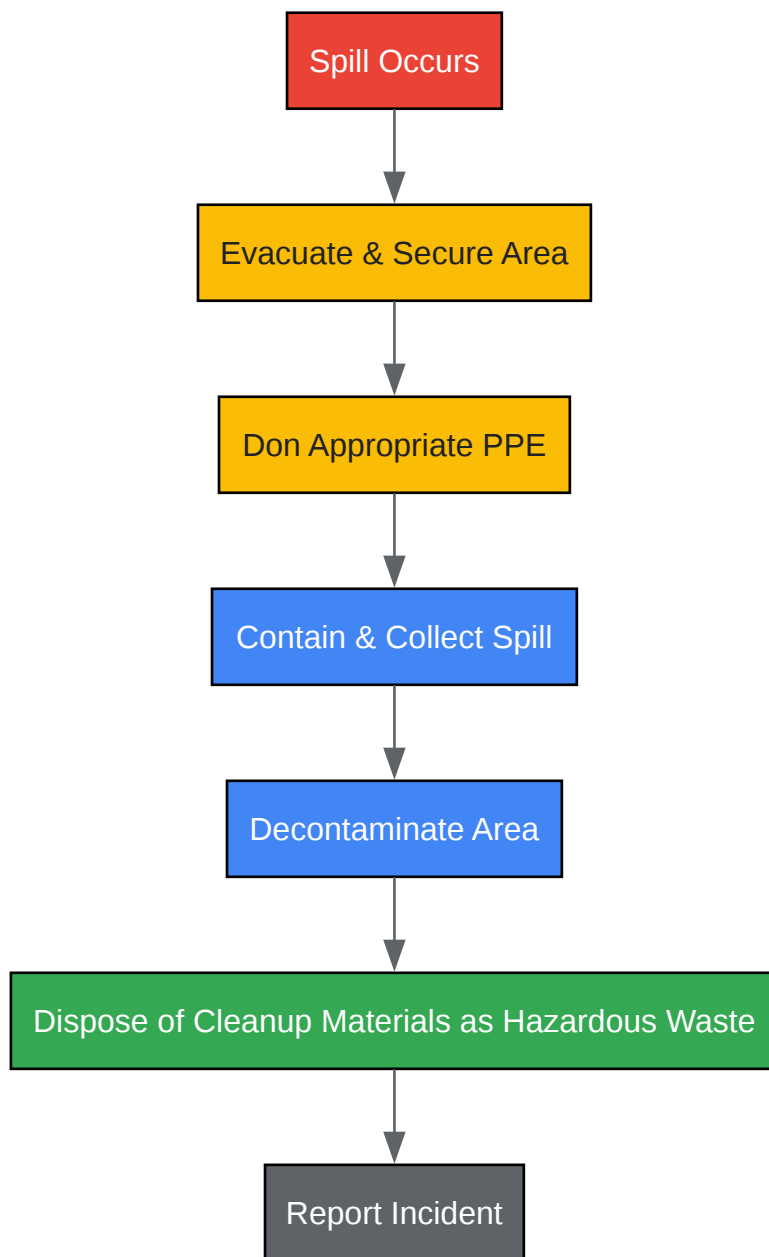 Spill Occurs
Evacuate & Secure Area
Don Appropriate PPE
Contain & Collect Spill
Decontaminate Area
Dispose of Cleanup Materials as Hazardous Waste
Report Incident